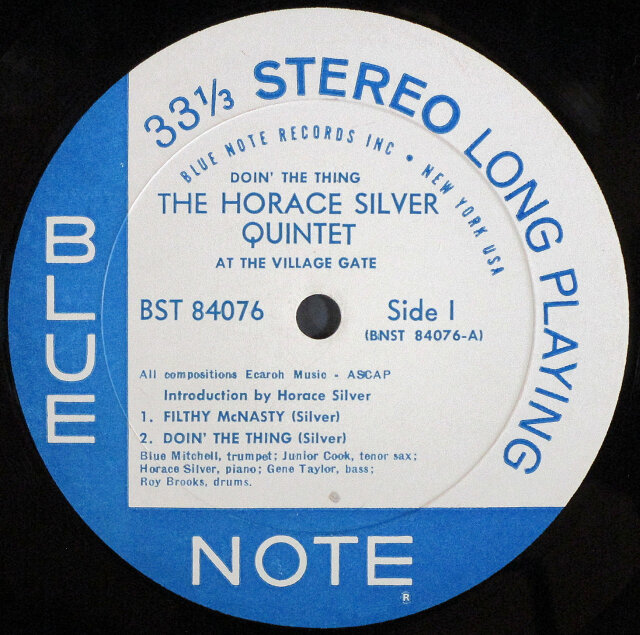 33⅓ STEREO LONG PLAYING
BLUE NOTE RECORDS INC • NEW YORK USA
DOIN' THE THING
THE HORACE SILVER
QUINTET
AT THE VILLAGE GATE
BST 84076
Side I
(BNST 84076-A)
All compositions Ecaroh Music - ASCAP
Introduction by Horace Silver
1. FILTHY McNASTY (Silver)
2. DOIN' THE THING (Silver)
Blue Mitchell, trumpet; Junior Cook, tenor sax;
Horace Silver, piano; Gene Taylor, bass;
Roy Brooks, drums.
BLUE
NOTE
®